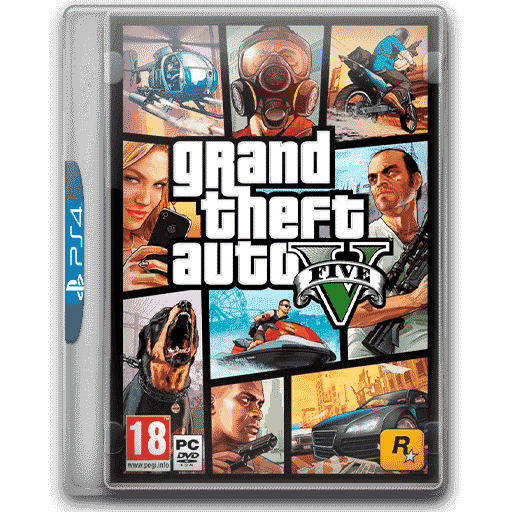 grand
theft
auto V
FIVE
PS4
18
www.pegi.info
PC
DVD
ROM
R